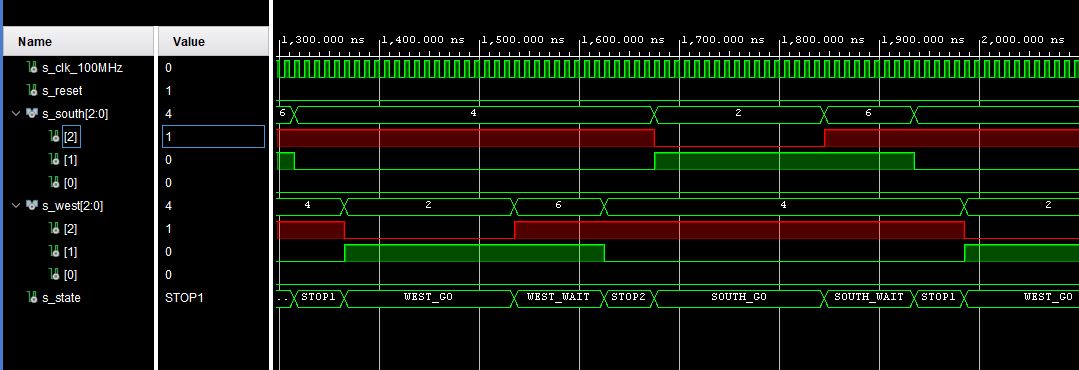 Name Value
1,300.000 ns 1,400.000 ns 1,500.000 ns 1,600.000 ns 1,700.000 ns 1,800.000 ns 1,900.000 ns 2,000.000 ns
s_clk_100MHz 0
s_reset 1
s_south[2:0] 4 6 4 2 6
[2] 1
[1] 0
[0] 0
s_west[2:0] 4 4 2 6 4 2
[2] 1
[1] 0
[0] 0
s_state STOP1 .. STOP1 WEST_GO WEST_WAIT STOP2 SOUTH_GO SOUTH_WAIT STOP1 WEST_GO